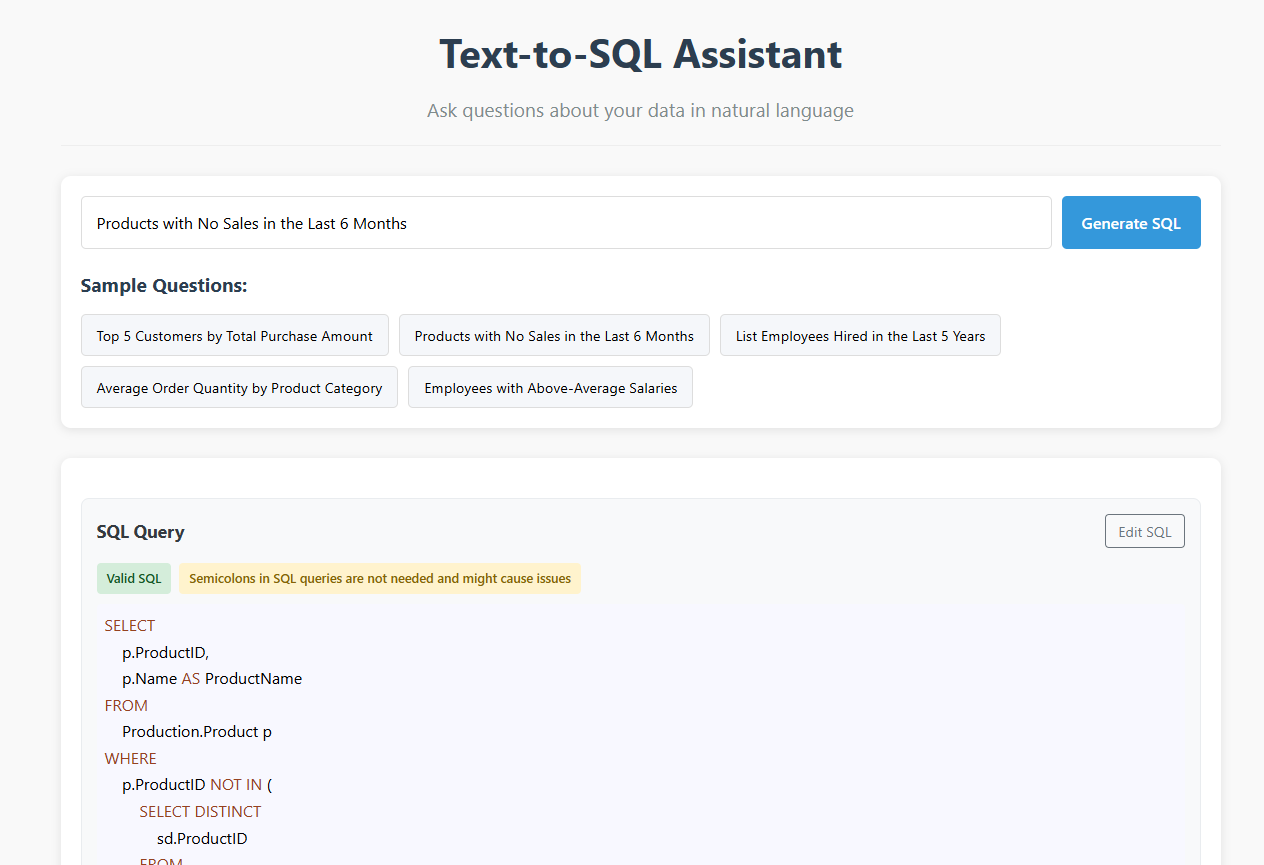 Text-to-SQL Assistant
Ask questions about your data in natural language
Products with No Sales in the Last 6 Months
Generate SQL
Sample Questions:
Top 5 Customers by Total Purchase Amount
Products with No Sales in the Last 6 Months
List Employees Hired in the Last 5 Years
Average Order Quantity by Product Category
Employees with Above-Average Salaries
SQL Query
Edit SQL
Valid SQL
Semicolons in SQL queries are not needed and might cause issues
SELECT
p.ProductID,
p.Name AS ProductName
FROM
Production.Product p
WHERE
p.ProductID NOT IN (
SELECT DISTINCT
sd.ProductID
FROM